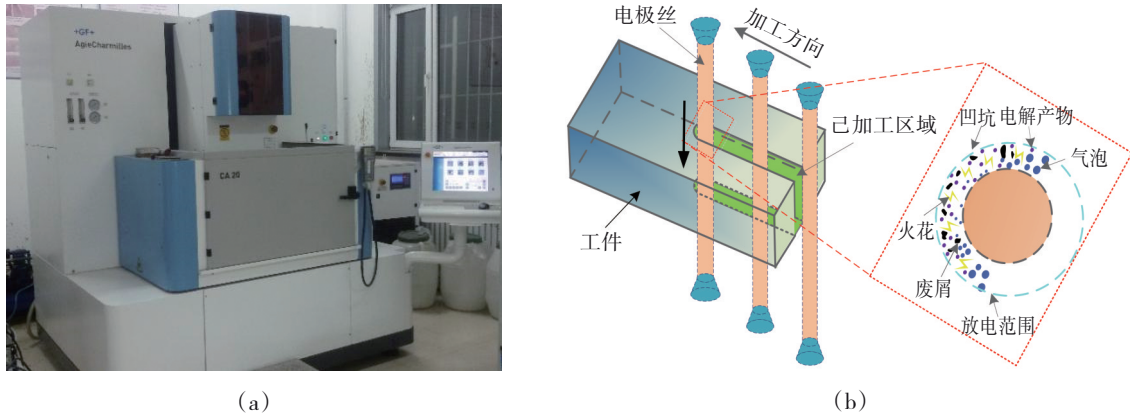 +GF+
AgieCharmilles
CA 20
电极丝
加工方向
已加工区域
工件
凹坑
电解产物
气泡
火花
废屑
放电范围
(a)
(b)